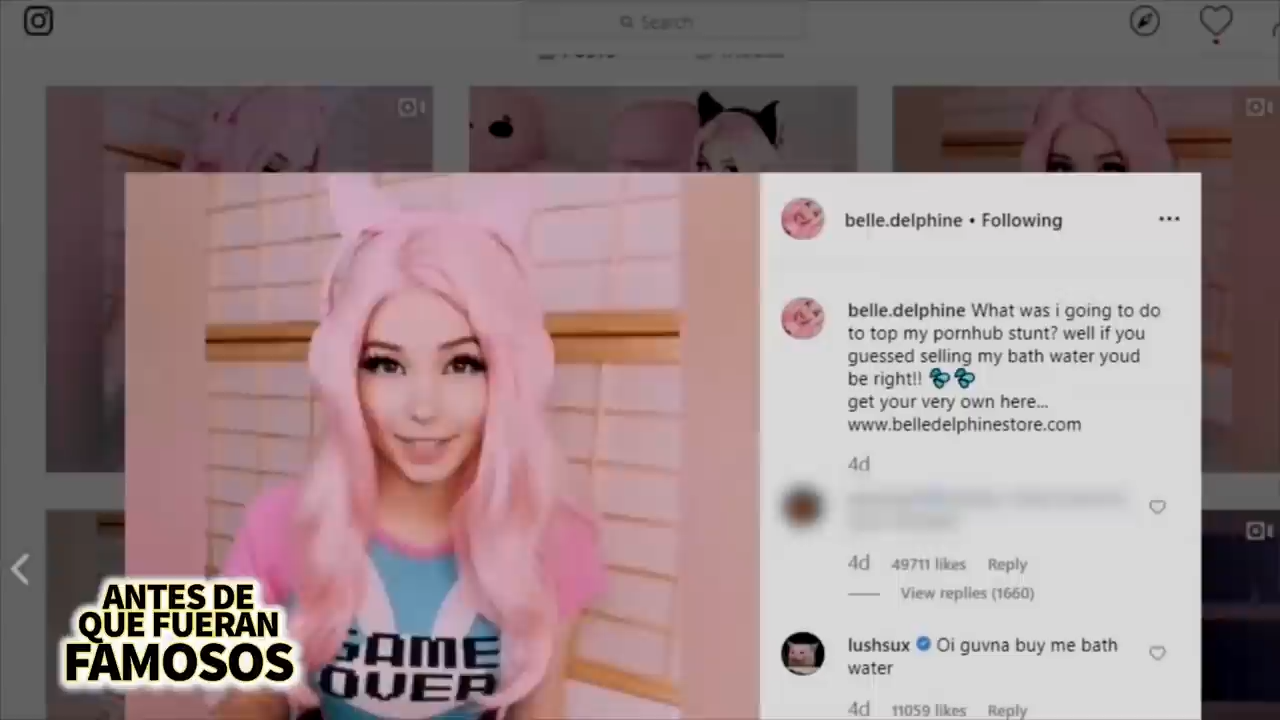 Search
belle.delphine • Following
belle.delphine What was i going to do
to top my pornhub stunt? well if you
guessed selling my bath water youd
be right!!
get your very own here...
www.belledelphinestore.com
4d
4d 49711 likes Reply
View replies (1660)
lushsux Oi guvna buy me bath
water
4d 11059 likes Reply
GAME
OVER
ANTES DE
QUE FUERAN
FAMOSOS